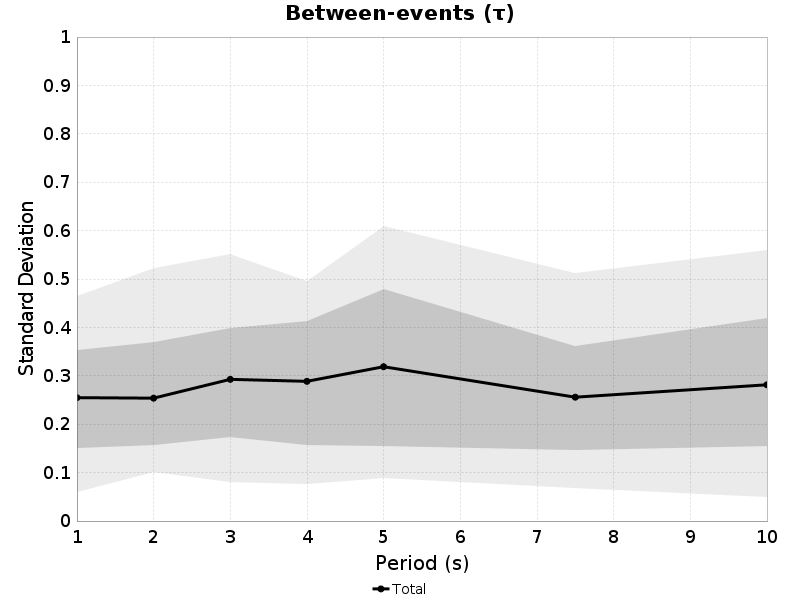 Between-events (τ)
1
0.9
0.8
0.7
0.6
0.5
0.4
0.3
0.2
0.1
0
Standard Deviation
1 2 3 4 5 6 7 8 9 10
Period (s)
Total